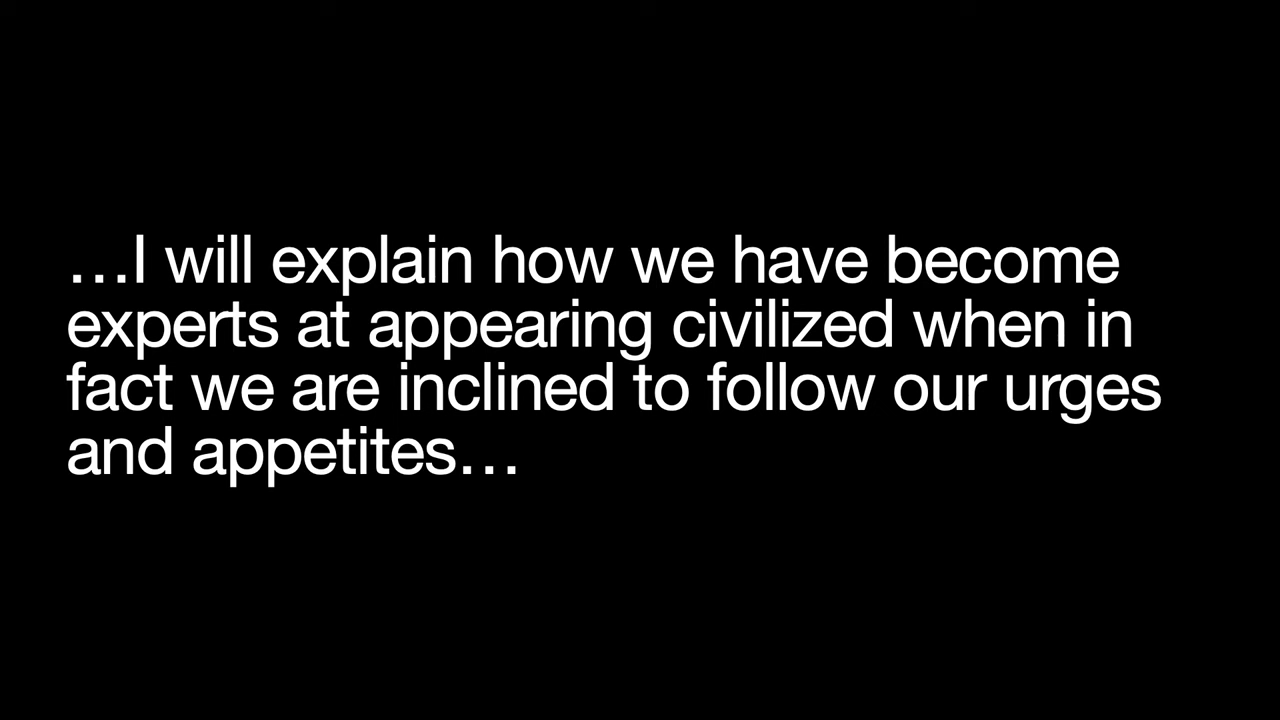 …I will explain how we have become
experts at appearing civilized when in
fact we are inclined to follow our urges
and appetites…